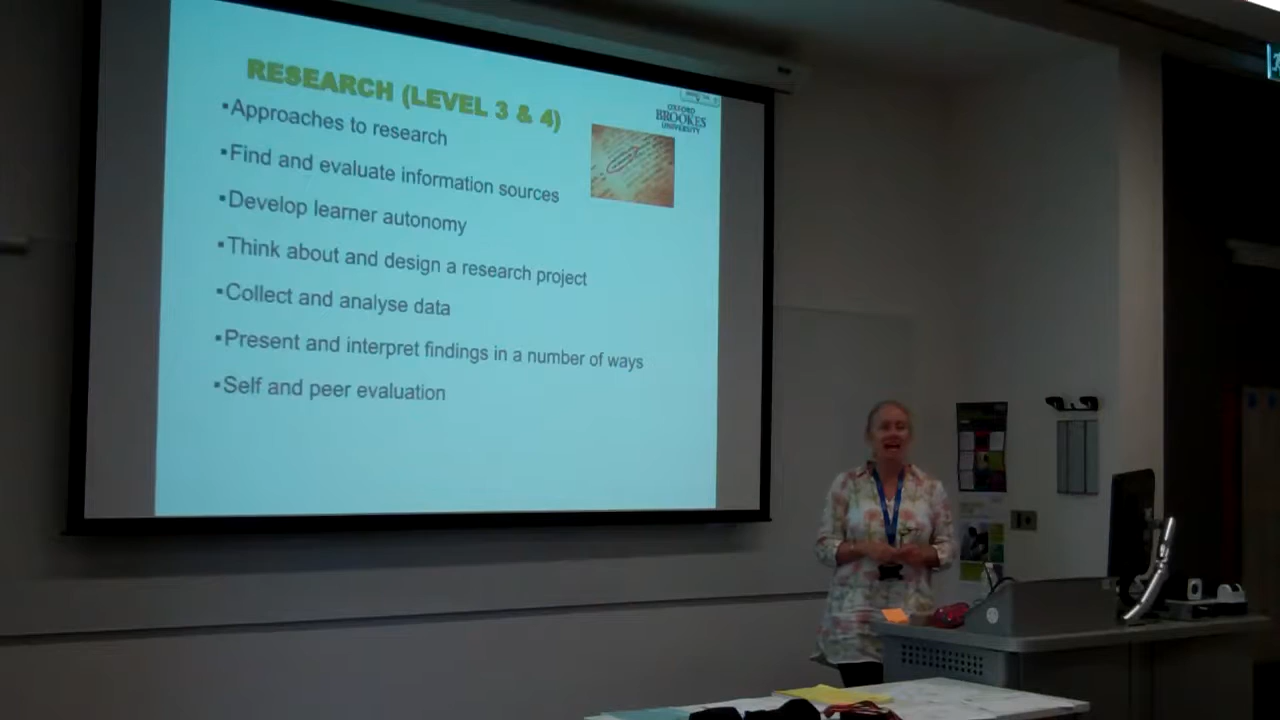 RESEARCH (LEVEL 3 & 4)
OXFORD
BROOKES
UNIVERSITY
▪Approaches to research
▪Find and evaluate information sources
▪Develop learner autonomy
▪Think about and design a research project
▪Collect and analyse data
▪Present and interpret findings in a number of ways
▪Self and peer evaluation